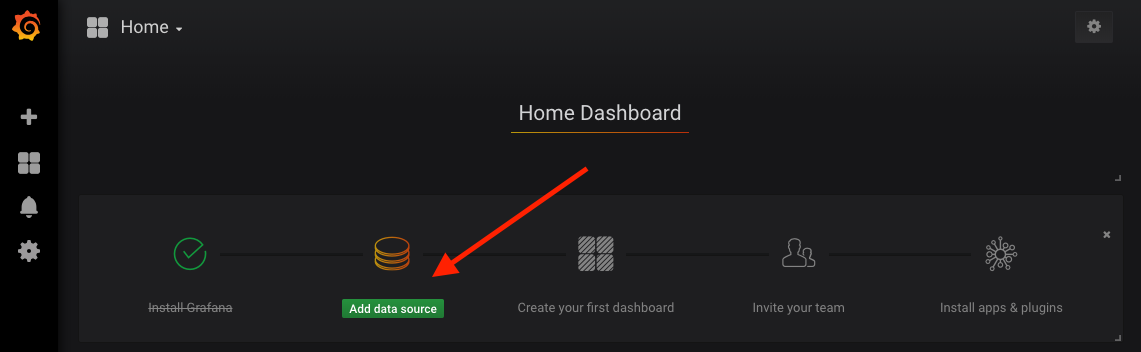 Home
Home Dashboard
Install Grafana
Add data source
Create your first dashboard
Invite your team
Install apps & plugins